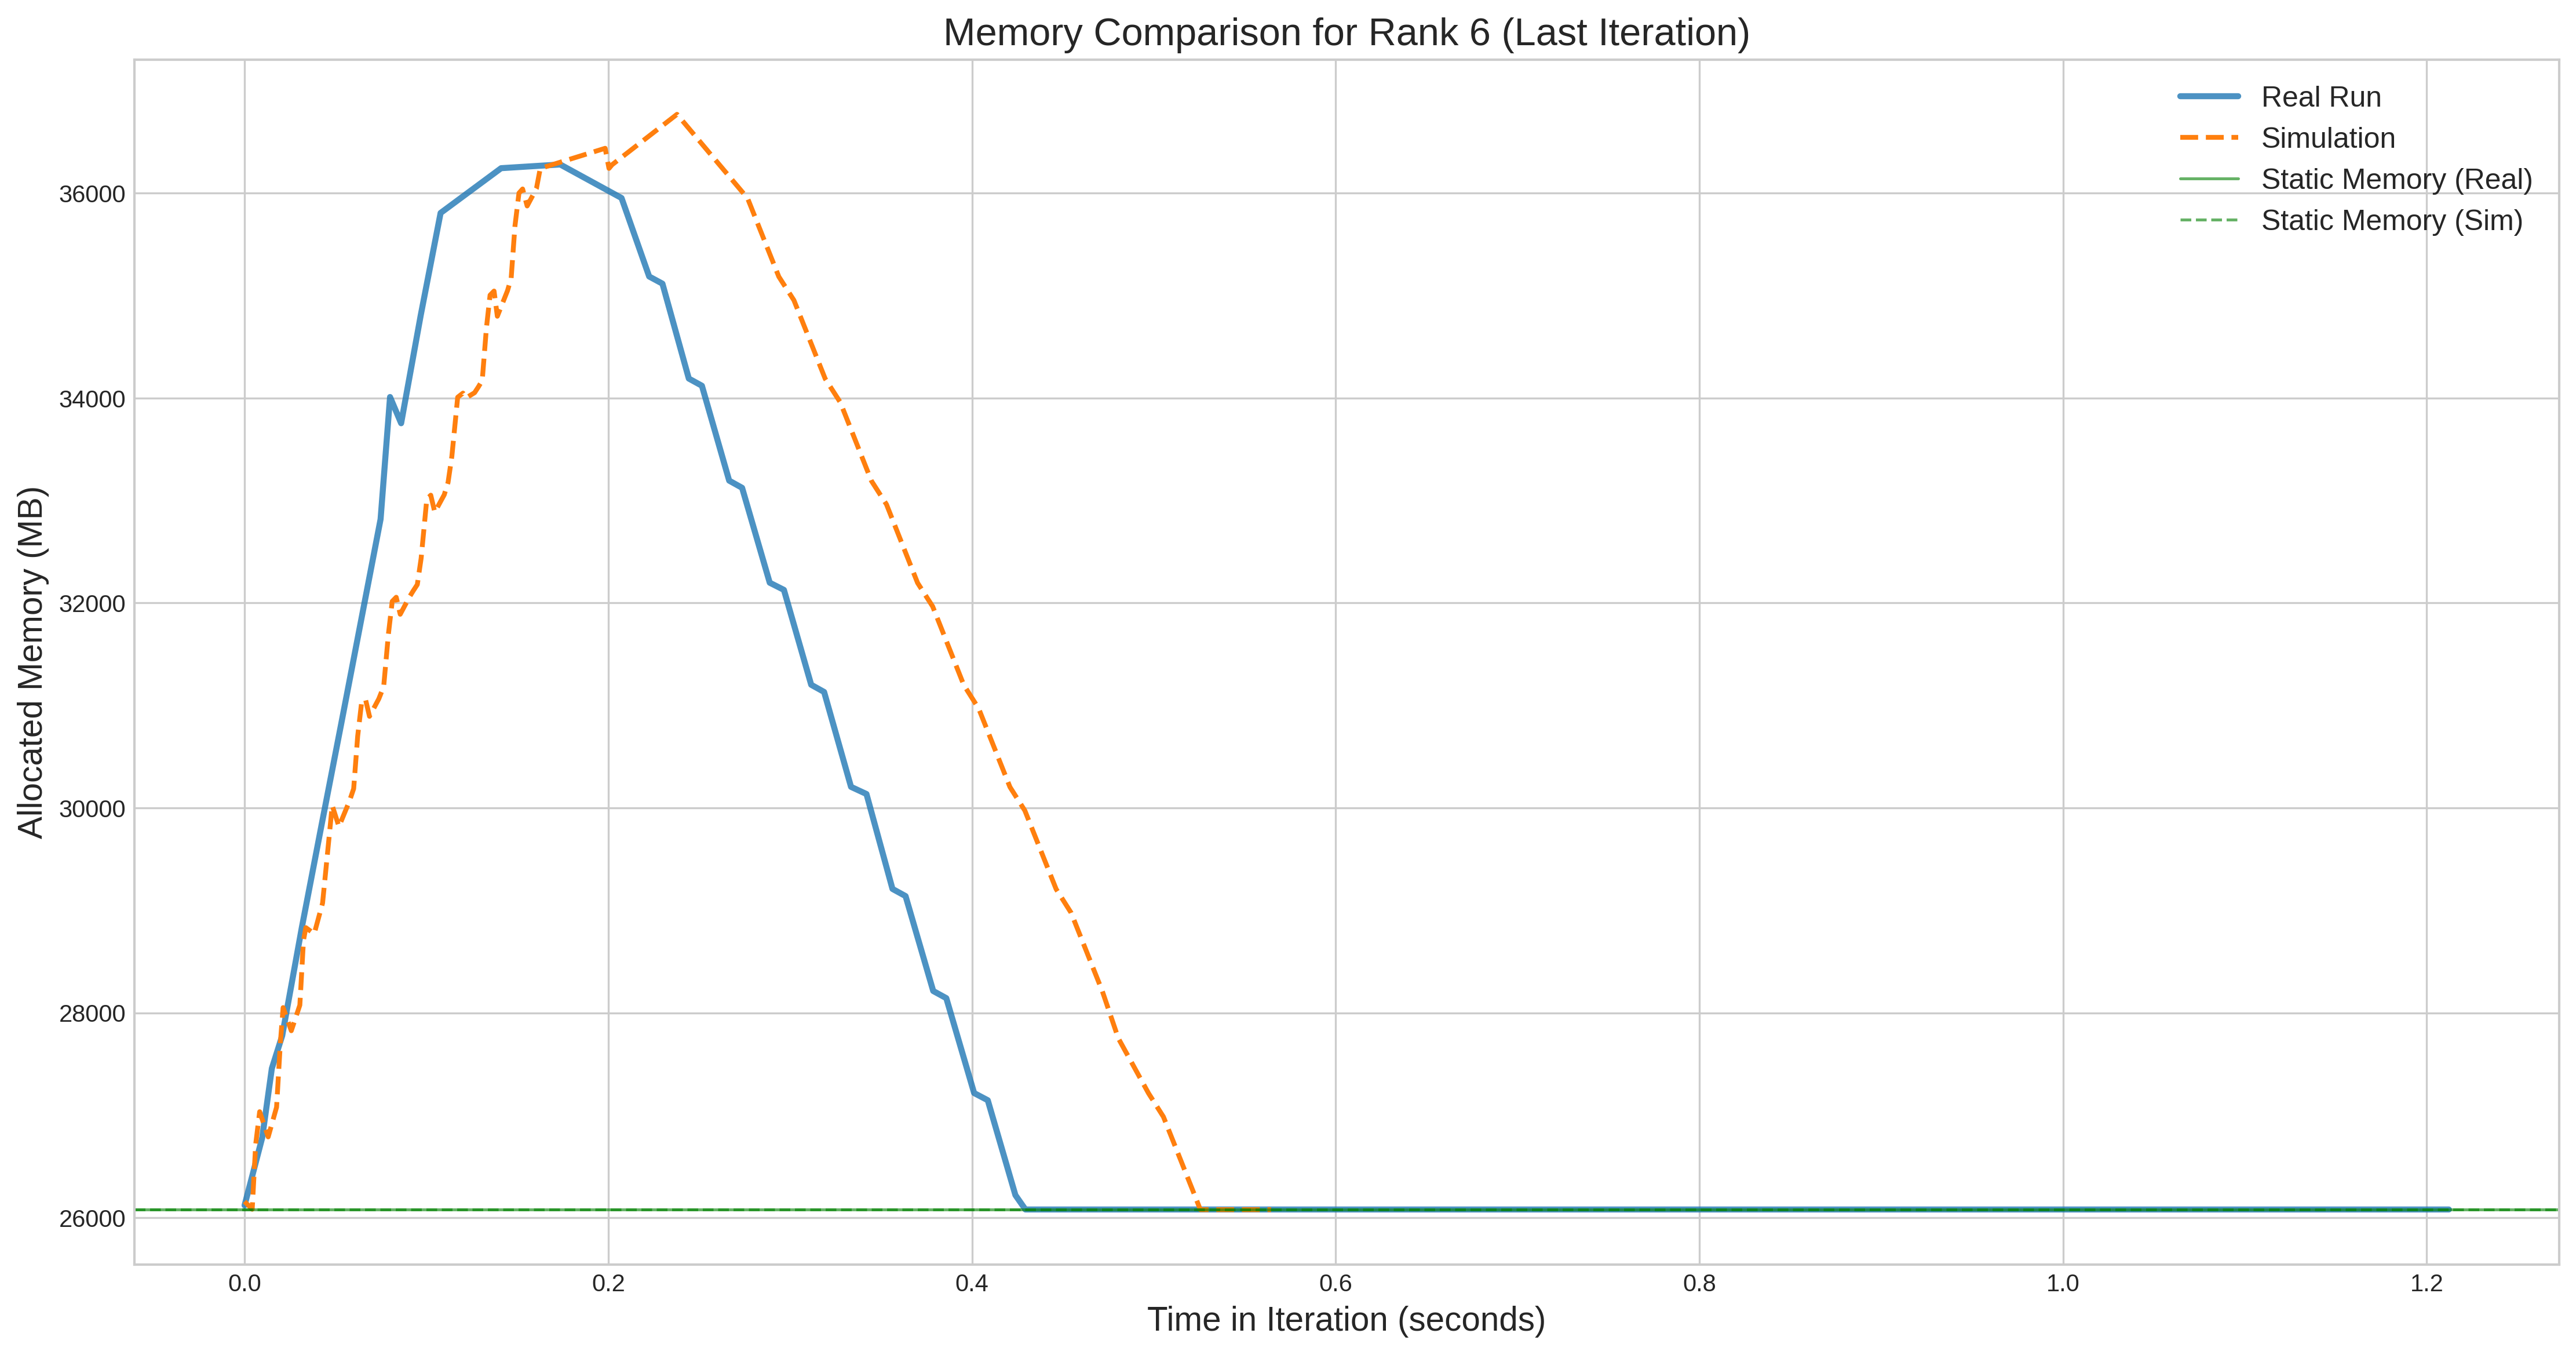 Memory Comparison for Rank 6 (Last Iteration)
Real Run
Simulation
Static Memory (Real)
Static Memory (Sim)
Allocated Memory (MB)
36000
34000
32000
30000
28000
26000
0.0
0.2
0.4
0.6
0.8
1.0
1.2
Time in Iteration (seconds)